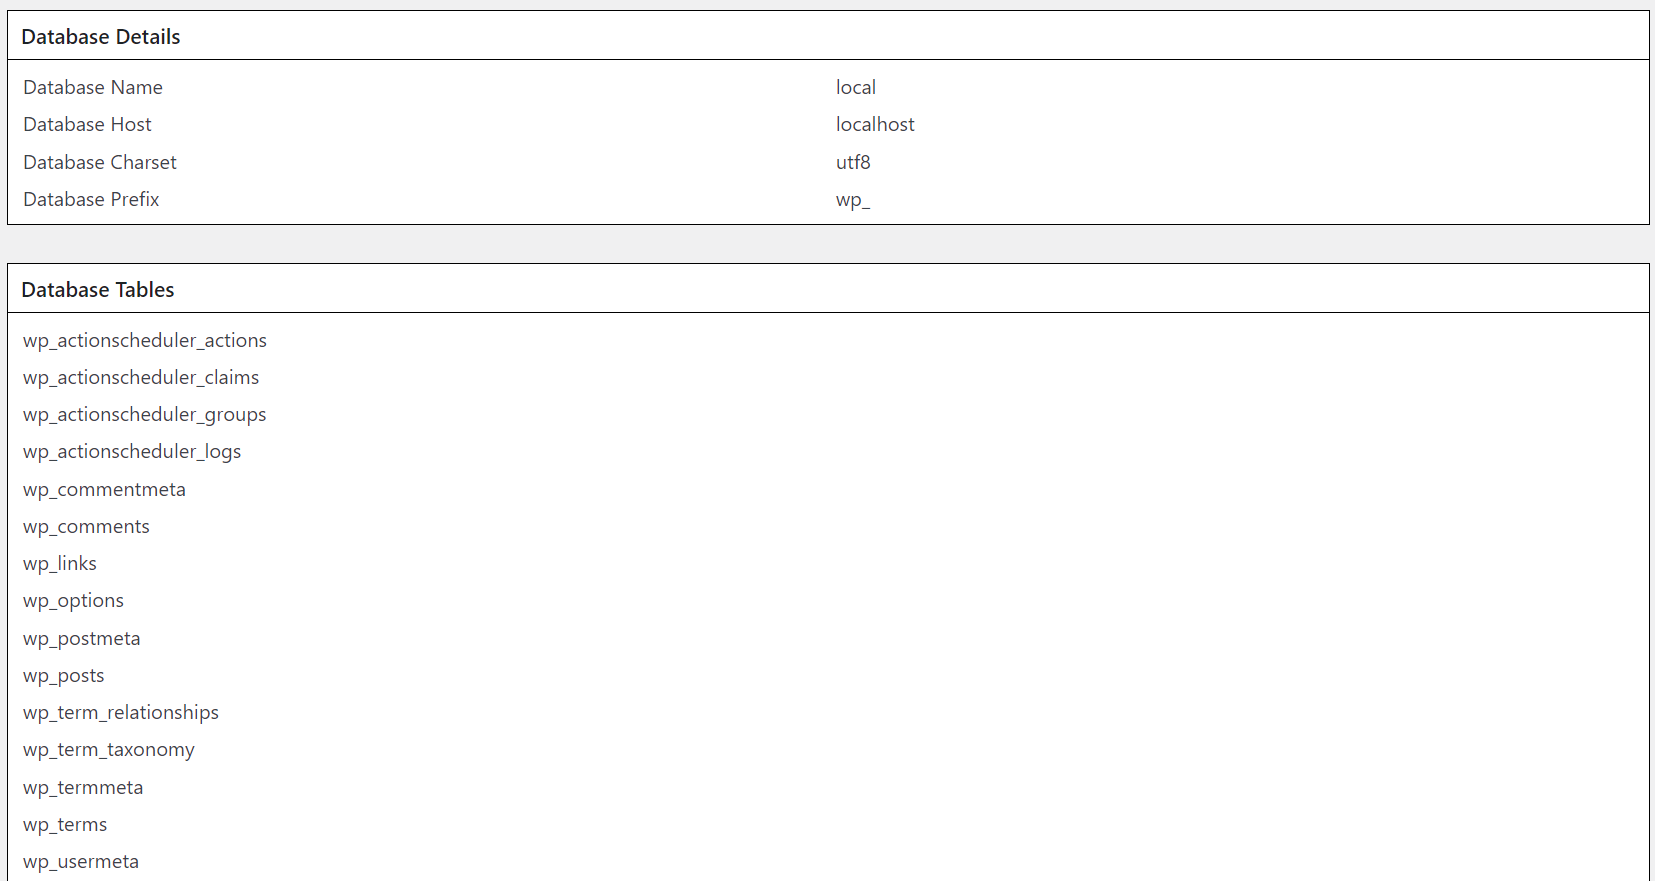 Database Details
Database Name local
Database Host localhost
Database Charset utf8
Database Prefix wp_
Database Tables
wp_actionscheduler_actions
wp_actionscheduler_claims
wp_actionscheduler_groups
wp_actionscheduler_logs
wp_commentmeta
wp_comments
wp_links
wp_options
wp_postmeta
wp_posts
wp_term_relationships
wp_term_taxonomy
wp_termmeta
wp_terms
wp_usermeta